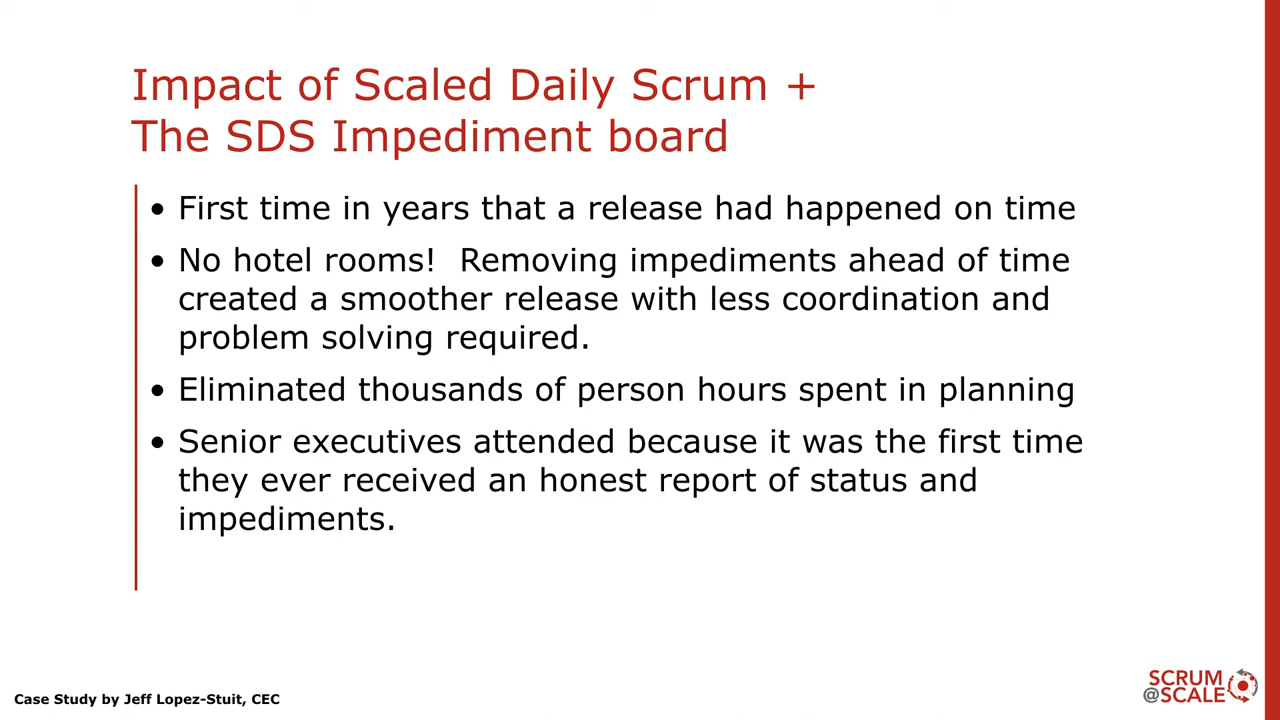 Impact of Scaled Daily Scrum +
The SDS Impediment board
• First time in years that a release had happened on time
• No hotel rooms!  Removing impediments ahead of time
created a smoother release with less coordination and
problem solving required.
• Eliminated thousands of person hours spent in planning
• Senior executives attended because it was the first time
they ever received an honest report of status and
impediments.
Case Study by Jeff Lopez-Stuit, CEC
SCRUM
@SCALE